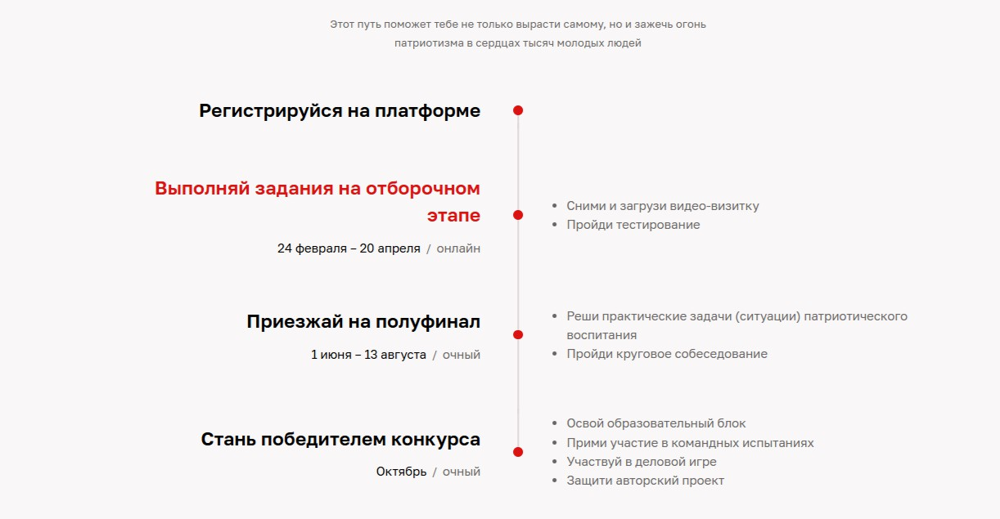 Этот путь поможет тебе не только вырасти самому, но и зажечь огонь
патриотизма в сердцах тысяч молодых людей
Регистрируйся на платформе
Выполняй задания на отборочном
этапе
24 февраля – 20 апреля / онлайн
• Сними и загрузи видео-визитку
• Пройди тестирование
Приезжай на полуфинал
1 июня – 13 августа / очный
• Реши практические задачи (ситуации) патриотического
воспитания
• Пройди круговое собеседование
Стань победителем конкурса
Октябрь / очный
• Освой образовательный блок
• Прими участие в командных испытаниях
• Участвуй в деловой игре
• Защити авторский проект